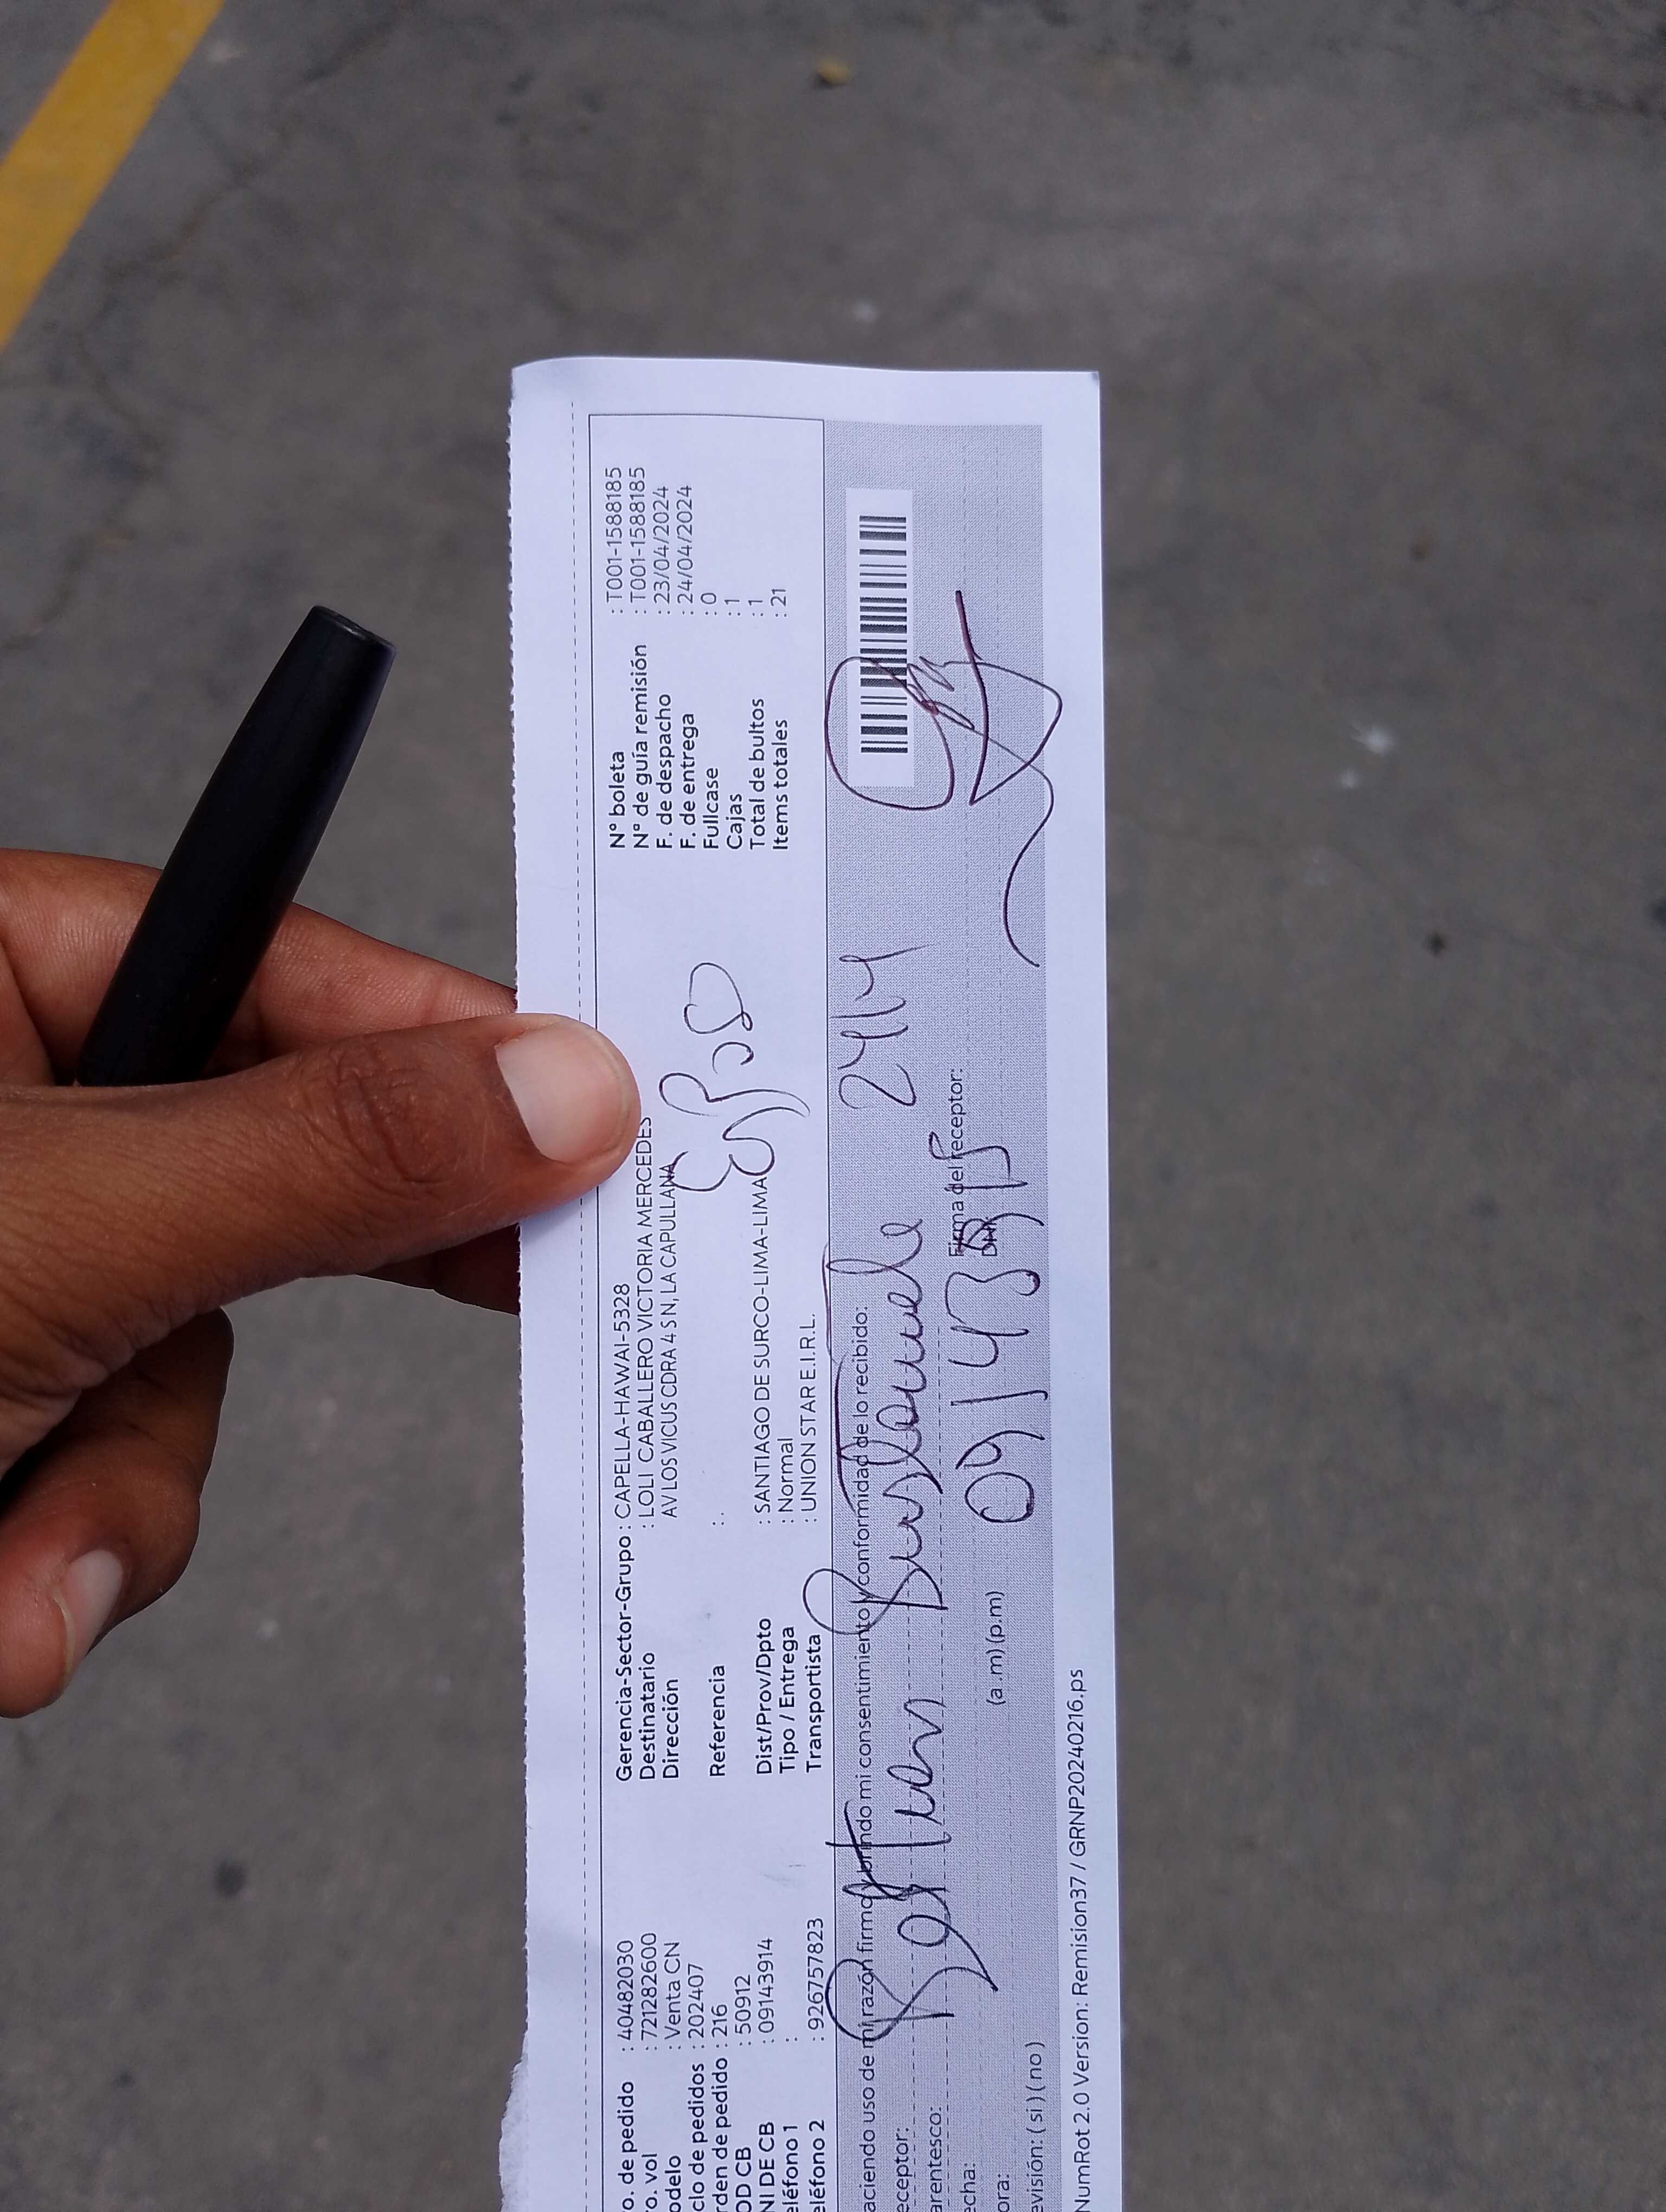 o. de pedido : 40482030
ro. vol : 721282600
odelo : Venta CN
clo de pedidos : 202407
rden de pedido : 216
OD CB : 50912
NI DE CB : 09143914
eléfono 1 :
eléfono 2 : 926757823
Gerencia-Sector-Grupo : CAPELLA-HAWAI-5328
Destinatario : LOLI CABALLERO VICTORIA MERCEDES
Dirección AV LOS VICUS CDRA 4 S N, LA CAPULLANA
Referencia : .
Dist/Prov/Dpto : SANTIAGO DE SURCO-LIMA-LIMA
Tipo / Entrega : Normal
Transportista : UNION STAR E.I.R.L.
N° boleta : T001-1588185
N° de guía remisión : T001-1588185
F. de despacho : 23/04/2024
F. de entrega : 24/04/2024
Fullcase : 0
Cajas : 1
Total de bultos : 1
Items totales : 21
aciendo uso de mi razón firmo y brindo mi consentimiento y conformidad de lo recibido:
eceptor:
arentesco:
echa:
ora: (a .m) (p.m)
evisión: ( si ) ( no )
Firma del receptor:
DNI:
NumRot 2.0 Version: Remision37 / GRNP20240216.ps